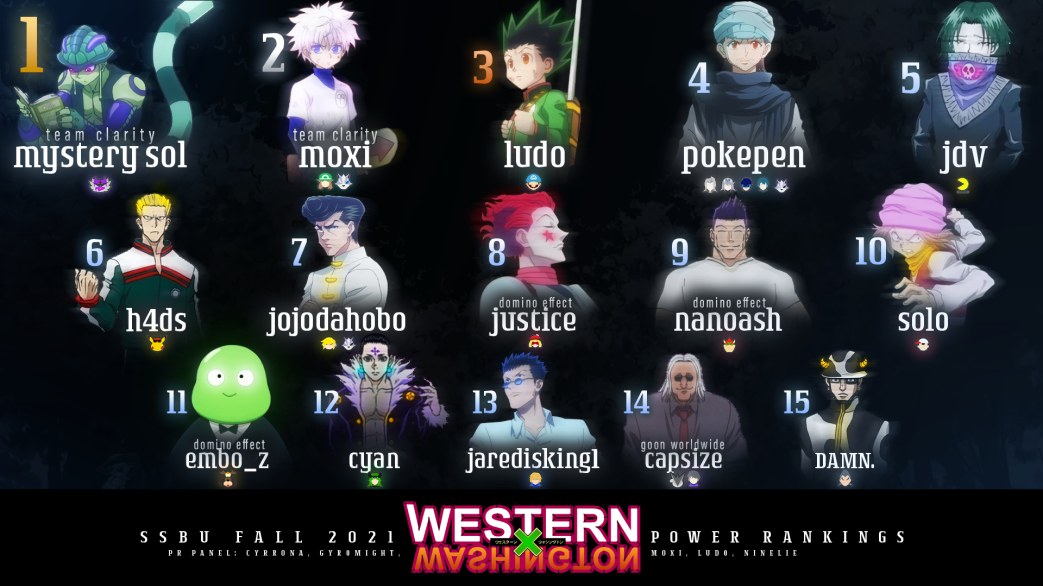 1
team clarity
mystery sol
2
team clarity
moxi
3
ludo
4
pokepen
5
jdv
6
h4ds
7
jojodahobo
8
domino effect
justice
9
domino effect
nanoash
10
solo
11
domino effect
embo_z
12
cyan
13
jarediskingl
14
goon worldwide
capsize
15
DAMN.
SSBU FALL 2021 WESTERN WASHINGTON POWER RANKINGS
PR PANEL: CYRRONA, GYROMIGHT, MOXI, LUDO, NINELIE